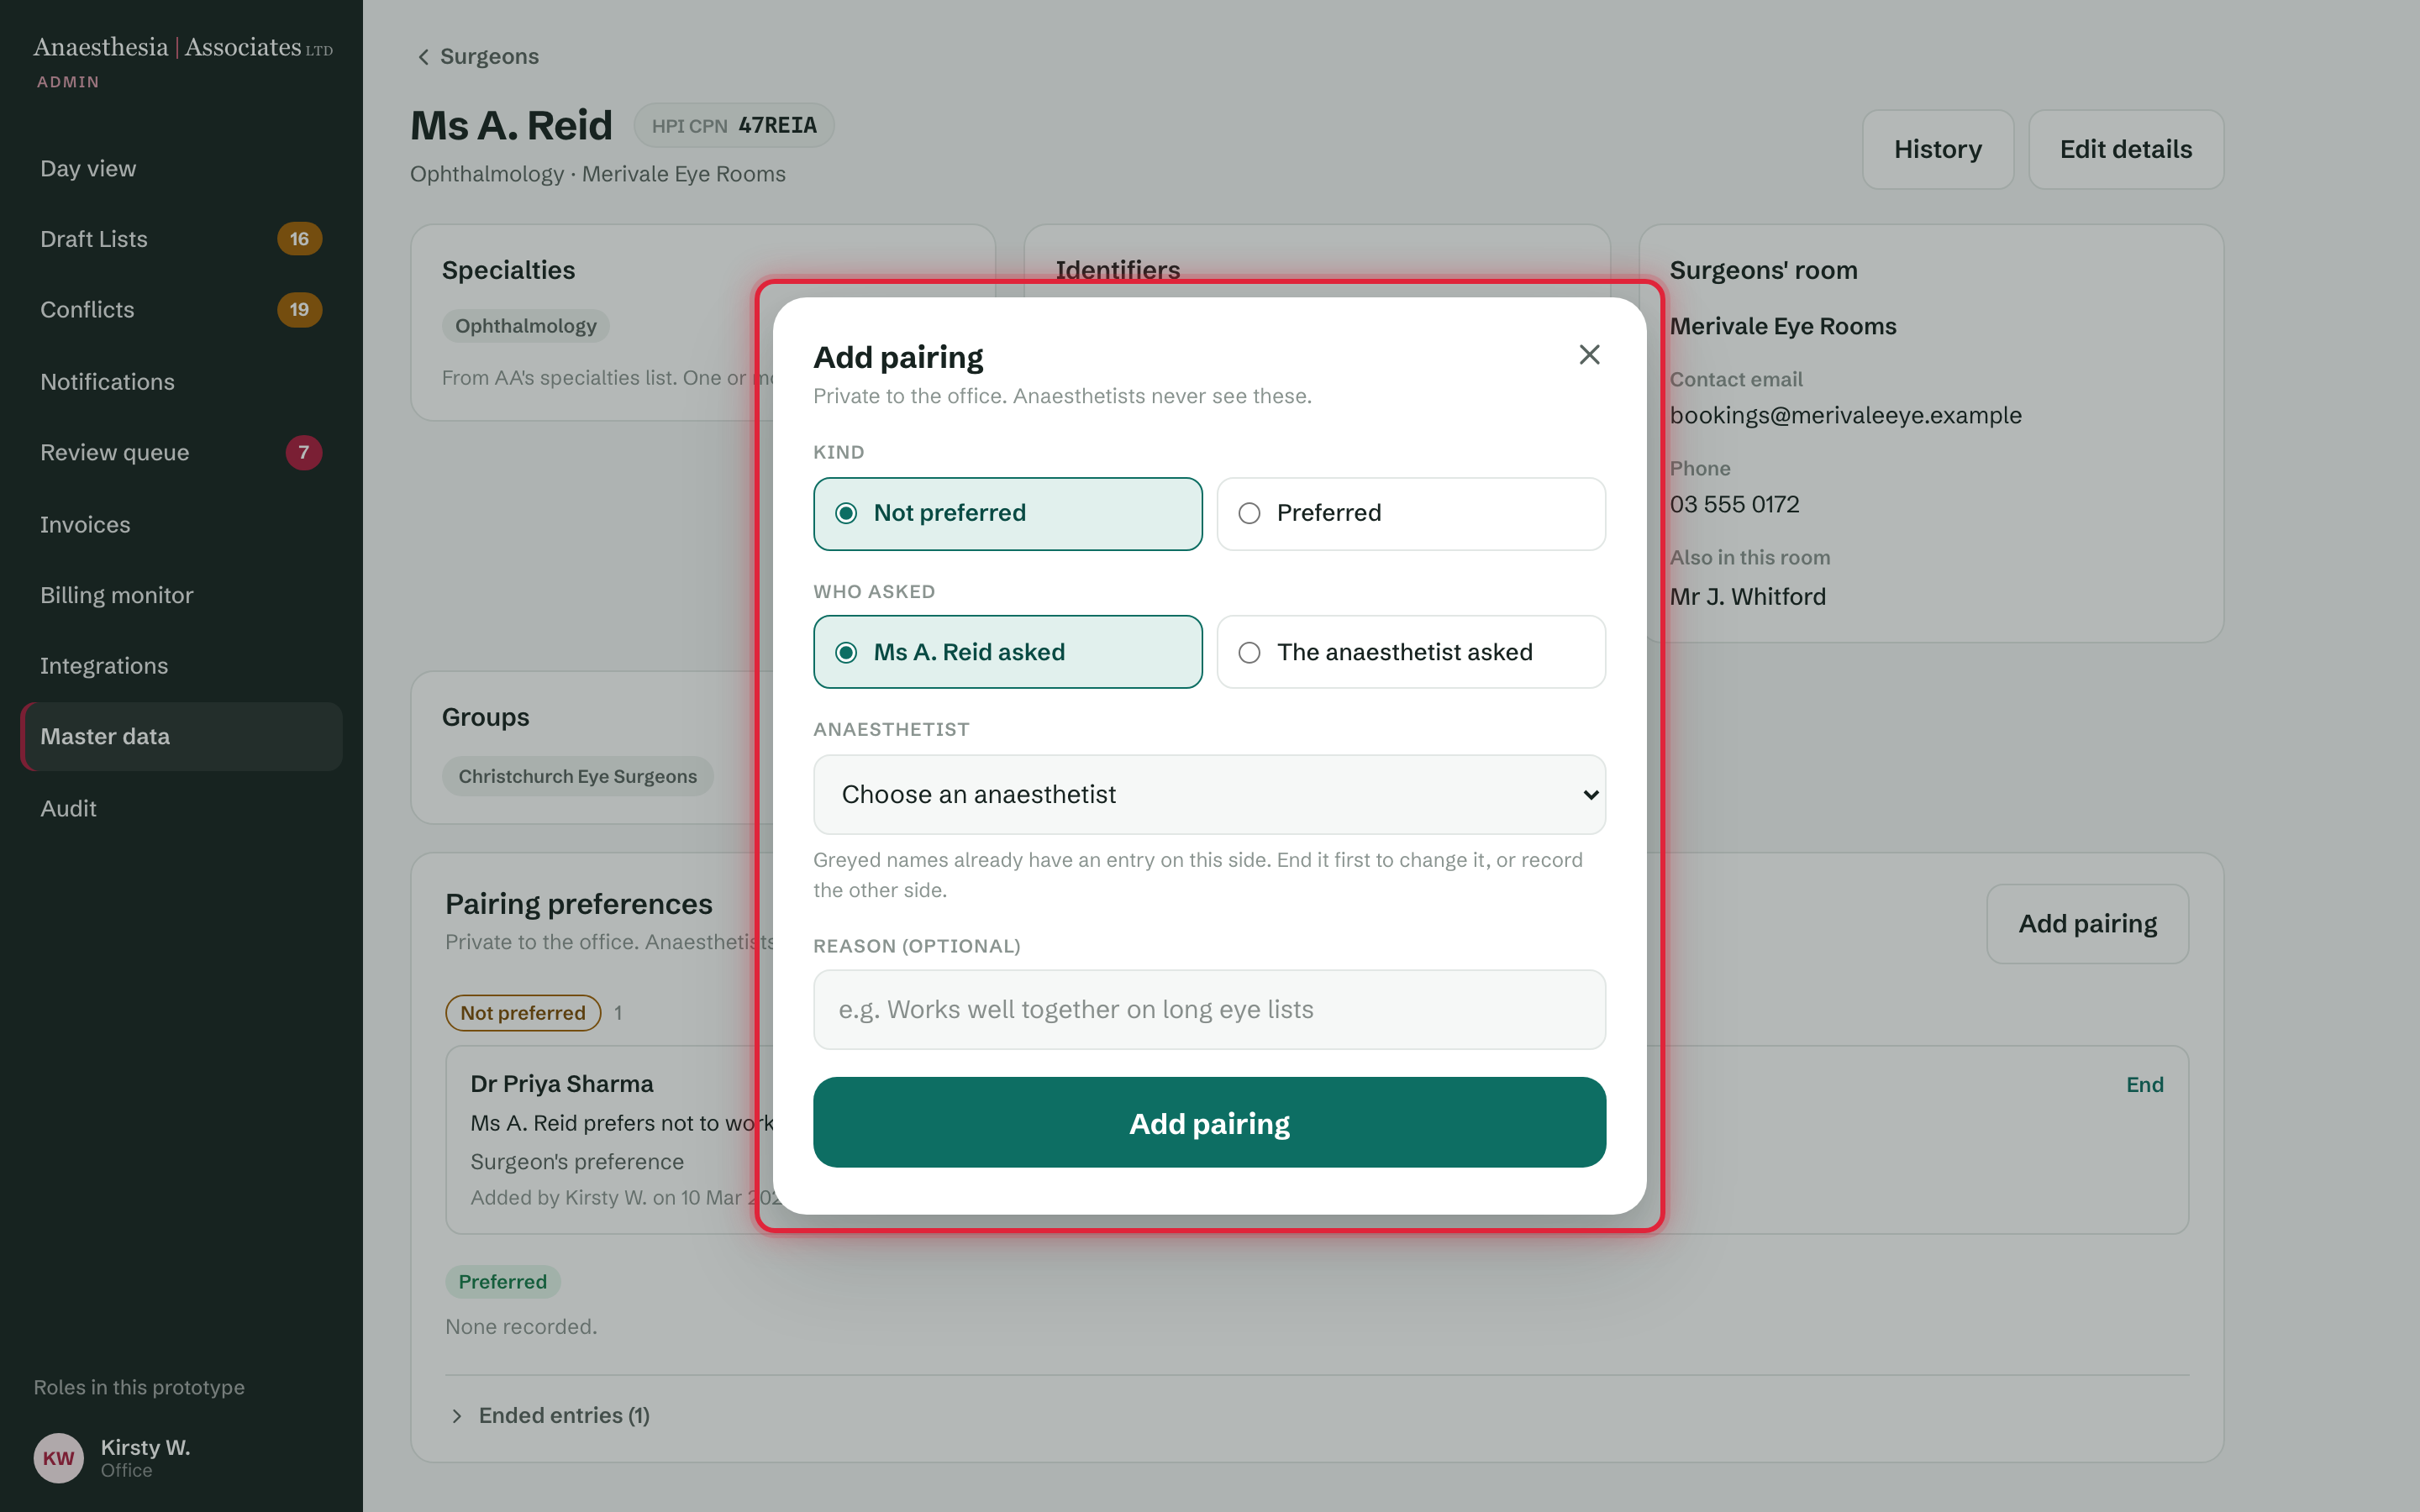 Anaesthesia | Associates LTD
ADMIN
Day view
Draft Lists 16
Conflicts 19
Notifications
Review queue 7
Invoices
Billing monitor
Integrations
Master data
Audit
Roles in this prototype
KW
Kirsty W.
Office
Surgeons
Ms A. Reid HPI CPN 47REIA
Ophthalmology · Merivale Eye Rooms
History
Edit details
Specialties
Ophthalmology
From AA's specialties list. One or
Identifiers
Surgeons' room
Merivale Eye Rooms
Contact email
bookings@merivaleeye.example
Phone
03 555 0172
Also in this room
Mr J. Whitford
Groups
Christchurch Eye Surgeons
Pairing preferences
Private to the office. Anaesthetists
Add pairing
Not preferred 1
Dr Priya Sharma
End
Ms A. Reid prefers not to work
Surgeon's preference
Added by Kirsty W. on 10 Mar
Preferred
None recorded.
Ended entries (1)
Add pairing
Private to the office. Anaesthetists never see these.
KIND
Not preferred
Preferred
WHO ASKED
Ms A. Reid asked
The anaesthetist asked
ANAESTHETIST
Choose an anaesthetist
Greyed names already have an entry on this side. End it first to change it, or record
the other side.
REASON (OPTIONAL)
e.g. Works well together on long eye lists
Add pairing